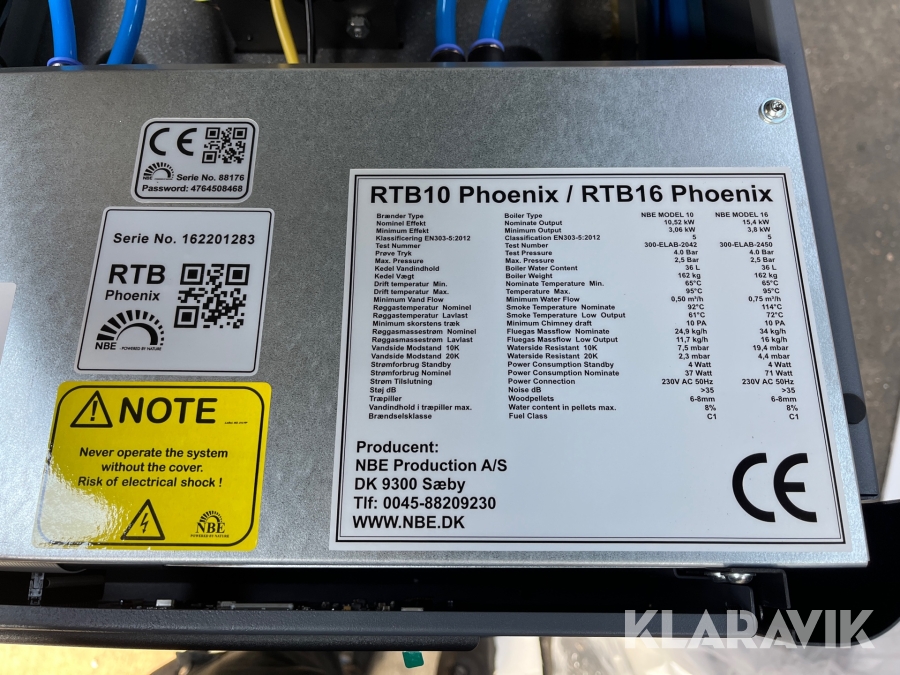 CE
NBE
Serie No. 88176
Password: 4764508468
Serie No. 162201283
RTB
Phoenix
NBE
- POWERED BY NATURE
NOTE
Never operate the system
without the cover.
Risk of electrical shock !
NBE
POWERED BY NATURE
RTB10 Phoenix / RTB16 Phoenix
Brænder Type Boiler Type NBE MODEL 10 NBE MODEL 16
Nominel Effekt Nominate Output 10,52 kW 15,4 kW
Minimum Effekt Minimum Output 3,06 kW 3,8 kW
Klassificering EN303-5:2012 Classification EN303-5:2012 5 5
Test Nummer Test Number 300-ELAB-2042 300-ELAB-2450
Prøve Tryk Test Pressure 4.0 Bar 4.0 Bar
Max. Pressure Max. Pressure 2,5 Bar 2,5 Bar
Kedel Vandindhold Boiler Water Content 36 L 36 L
Kedel Vægt Boiler Weight 162 kg 162 kg
Drift temperatur Min. Nominate Temperature Min. 65°C 65°C
Drift temperatur Max. Temperature Max. 95°C 95°C
Minimum Vand Flow Minimum Water Flow 0,50 m³/h 0,75 m³/h
Røggastemperatur Nominel Smoke Temperature Nominate 92°C 114°C
Røggastemperatur Lavlast Smoke Temperature Low Output 61°C 72°C
Minimum skorstens træk Minimum Chimney draft 10 PA 10 PA
Røggasmassestrøm Nominel Fluegas Massflow Nominate 24,9 kg/h 34 kg/h
Røggasmassestrøm Lavlast Fluegas Massflow Low Output 11,7 kg/h 16 kg/h
Vandside Modstand 10K Waterside Resistant 10K 7,5 mbar 19,4 mbar
Vandside Modstand 20K Waterside Resistant 20K 2,3 mbar 4,4 mbar
Strømforbrug Standby Power Consumption Standby 4 Watt 4 Watt
Strømforbrug Nominel Power Consumption Nominate 37 Watt 71 Watt
Strøm Tilslutning Power Connection 230V AC 50Hz 230V AC 50Hz
Støj dB Noise dB >35 >35
Træpiller Woodpellets 6-8mm 6-8mm
Vandindhold i træpiller max. Water content in pellets max. 8% 8%
Brændselsklasse Fuel Class C1 C1
Producent:
NBE Production A/S
DK 9300 Sæby
Tlf: 0045-88209230
WWW.NBE.DK
CE
KLARAVIK